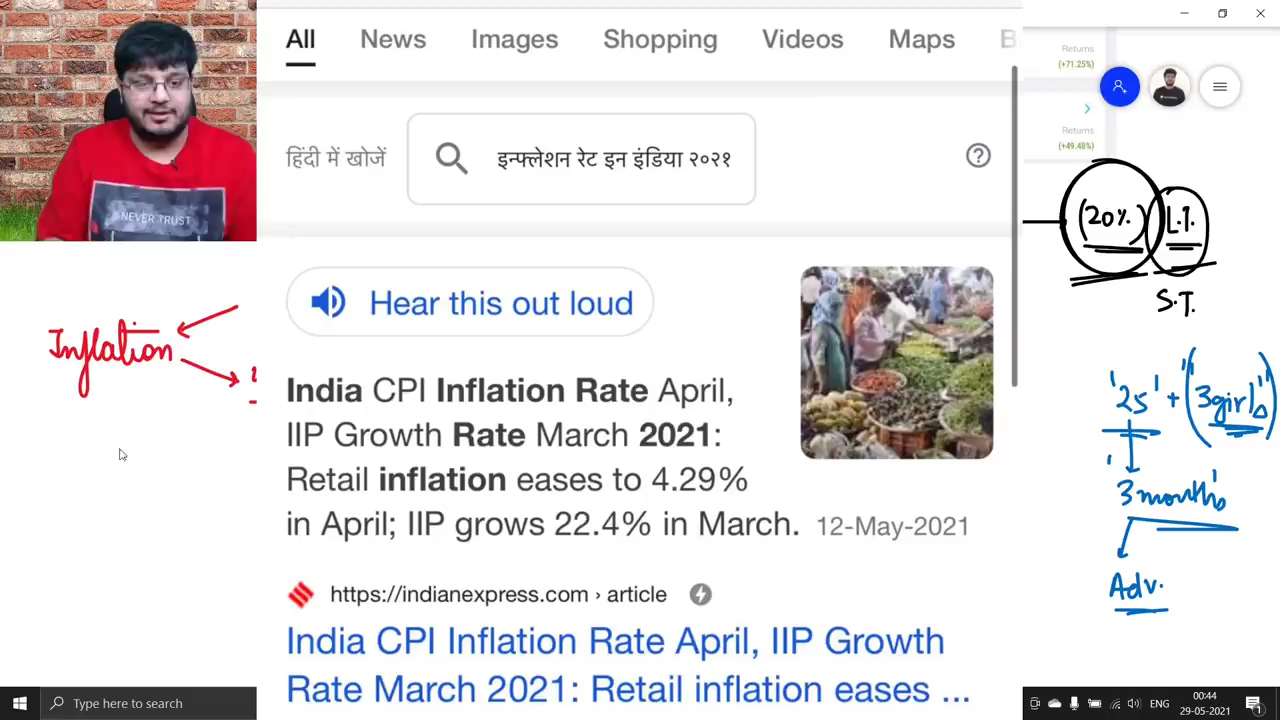 All News Images Shopping Videos Maps
हिंदी में खोजें
इन्फ्लेशन रेट इन इंडिया २०२१
Hear this out loud
India CPI Inflation Rate April,
IIP Growth Rate March 2021:
Retail inflation eases to 4.29%
in April; IIP grows 22.4% in March. 12-May-2021
https://indianexpress.com › article
India CPI Inflation Rate April, IIP Growth
Rate March 2021: Retail inflation eases ...
NEVER TRUST
Inflation
Returns
(+71.25%)
Returns
(+49.48%)
(20%) L.T.
S.T.
'25' + ("3girls")
'3months'
Adv.
Type here to search
ENG
00:44
29-05-2021
1